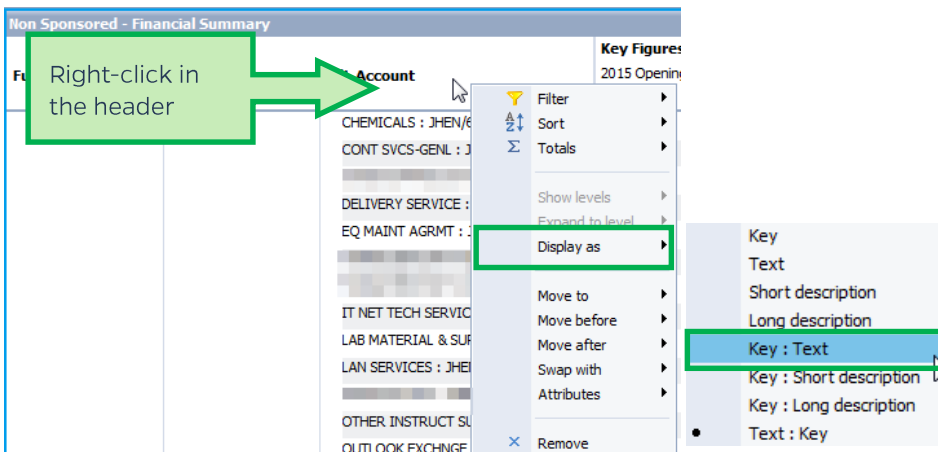 Non Sponsored - Financial Summary
Key Figures
2015 Opening
Right-click in
the header
Account
Filter
Sort
Totals
Show levels
Expand to level
Display as
Move to
Move before
Move after
Swap with
Attributes
Remove
CHEMICALS : JHEN/6
CONT SVCS-GENL : J
DELIVERY SERVICE :
EQ MAINT AGRMT : J
IT NET TECH SERVIC
LAB MATERIAL & SUP
LAN SERVICES : JHEN
OTHER INSTRUCT SU
OUTLOOK EXCHNGE
Key
Text
Short description
Long description
Key : Text
Key : Short description
Key : Long description
Text : Key